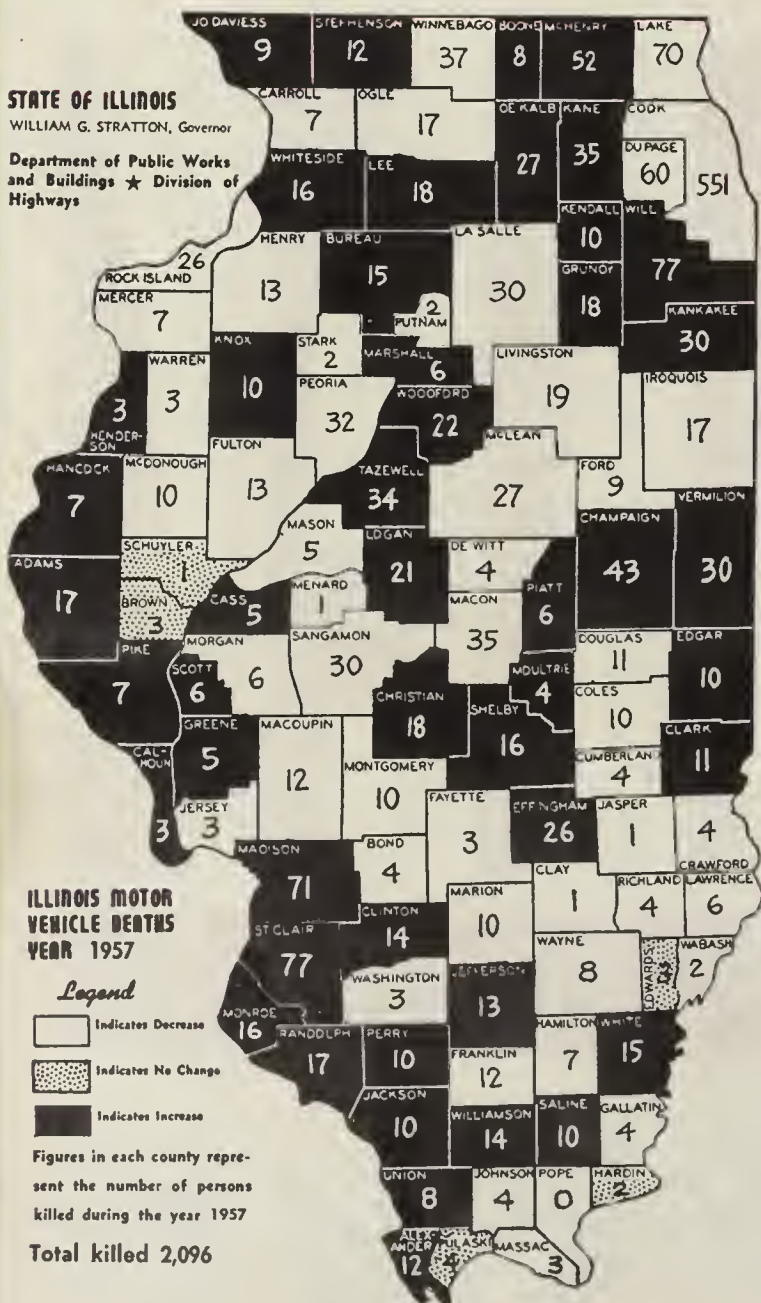 JO DAVIESS
9
STEPHENSON
12
WINNEBAGO
37
BOONE
8
MCHENRY
52
LAKE
70
STATE OF ILLINOIS
WILLIAM G. STRATTON, Governor
Department of Public Works
and Buildings ★ Division of
Highways
CARROLL
7
OGLE
17
DE KALB
27
KANE
35
COOK
551
DU PAGE
60
WHITESIDE
16
LEE
18
KENDALL
10
WILL
77
26
ROCK ISLAND
HENRY
13
BUREAU
15
LA SALLE
30
GRUNDY
18
MERCER
7
2
PUTNAM
KANKAKEE
30
KNOX
10
STARK
2
MARSHALL
6
LIVINGSTON
19
IROQUOIS
17
WARREN
3
3
HENDER-
SON
PEORIA
32
WOODFORD
22
MCLEAN
27
HANCOCK
7
MCDONOUGH
10
FULTON
13
TAZEWELL
34
FORD
9
VERMILION
30
CHAMPAIGN
43
MASON
5
LOGAN
21
DE WITT
4
SCHUYLER
1
ADAMS
17
BROWN
3
CASS
5
MENARD
1
MACON
35
PIATT
6
DOUGLAS
11
EDGAR
10
PIKE
7
SCOTT
6
MORGAN
6
SANGAMON
30
CHRISTIAN
18
MOULTRIE
4
COLES
10
SHELBY
16
CLARK
11
CAL-
HOUN
3
GREENE
5
MACOUPIN
12
MONTGOMERY
10
CUMBERLAND
4
JERSEY
3
FAYETTE
3
EFFINGHAM
26
JASPER
1
4
CRAWFORD
MADISON
71
BOND
4
CLAY
1
RICHLAND
4
LAWRENCE
6
MARION
10
ILLINOIS MOTOR
VEHICLE DEATHS
YEAR 1957
ST CLAIR
77
CLINTON
14
WAYNE
8
EDWARDS
WABASH
2
Legend
Indicates Decrease
Indicates No Change
Indicates Increase
WASHINGTON
3
JEFFERSON
13
MONROE
16
RANDOLPH
17
PERRY
10
HAMILTON
7
WHITE
15
FRANKLIN
12
JACKSON
10
WILLIAMSON
14
SALINE
10
GALLATIN
4
Figures in each county repre-
sent the number of persons
killed during the year 1957
Total killed 2,096
UNION
8
JOHNSON
4
POPE
0
HARDIN
2
ALEX-
ANDER
12
PULASKI
4
MASSAC
3